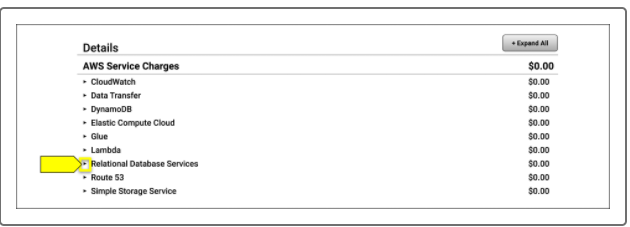 Details
+ Expand All
AWS Service Charges $0.00
CloudWatch $0.00
Data Transfer $0.00
DynamoDB $0.00
Elastic Compute Cloud $0.00
Glue $0.00
Lambda $0.00
Relational Database Services $0.00
Route 53 $0.00
Simple Storage Service $0.00